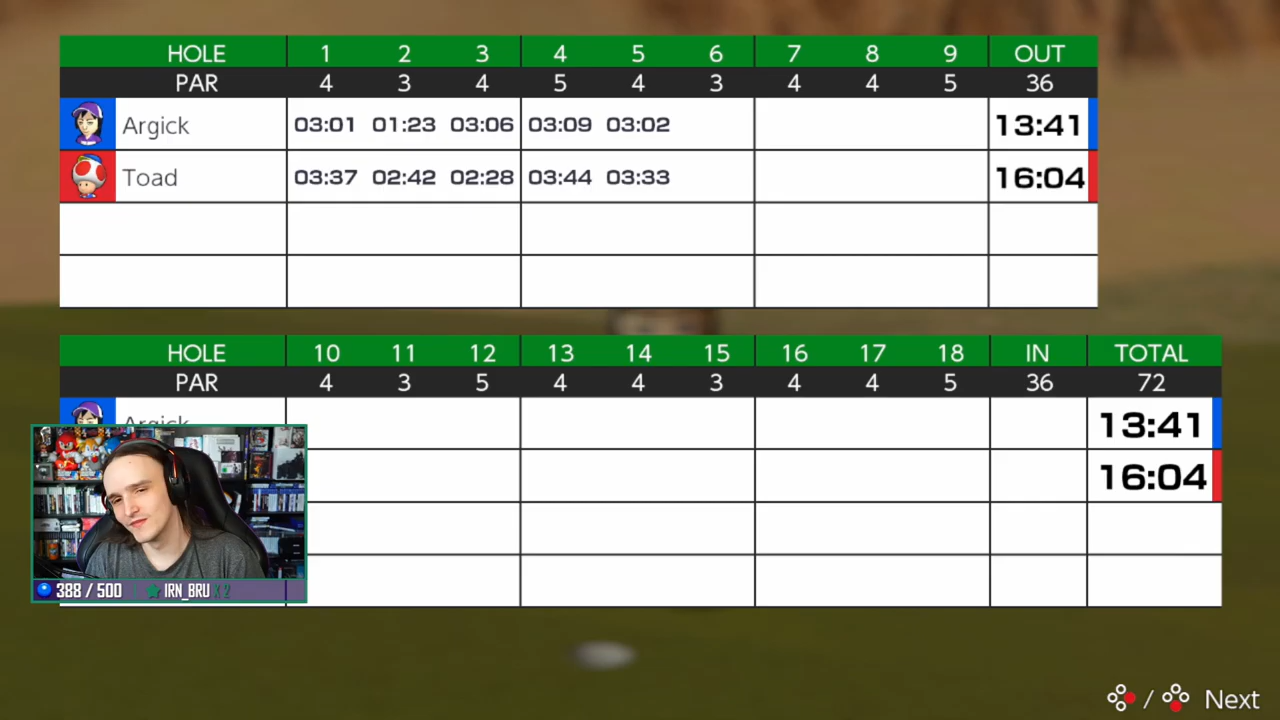 HOLE 1 2 3 4 5 6 7 8 9 OUT
PAR 4 3 4 5 4 3 4 4 5 36
Argick 03:01 01:23 03:06 03:09 03:02 13:41
Toad 03:37 02:42 02:28 03:44 03:33 16:04
HOLE 10 11 12 13 14 15 16 17 18 IN TOTAL
PAR 4 3 5 4 4 3 4 4 5 36 72
Argick 13:41
16:04
388 / 500 IRN_BRU X 2
/ Next